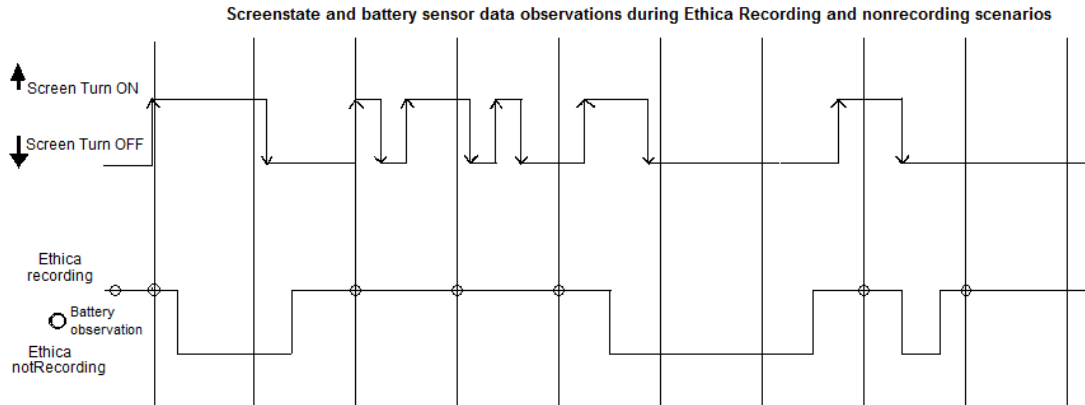 Screenstate and battery sensor data observations during Ethica Recording and nonrecording scenarios
Screen Turn ON
Screen Turn OFF
Ethica
recording
Battery
observation
Ethica
notRecording